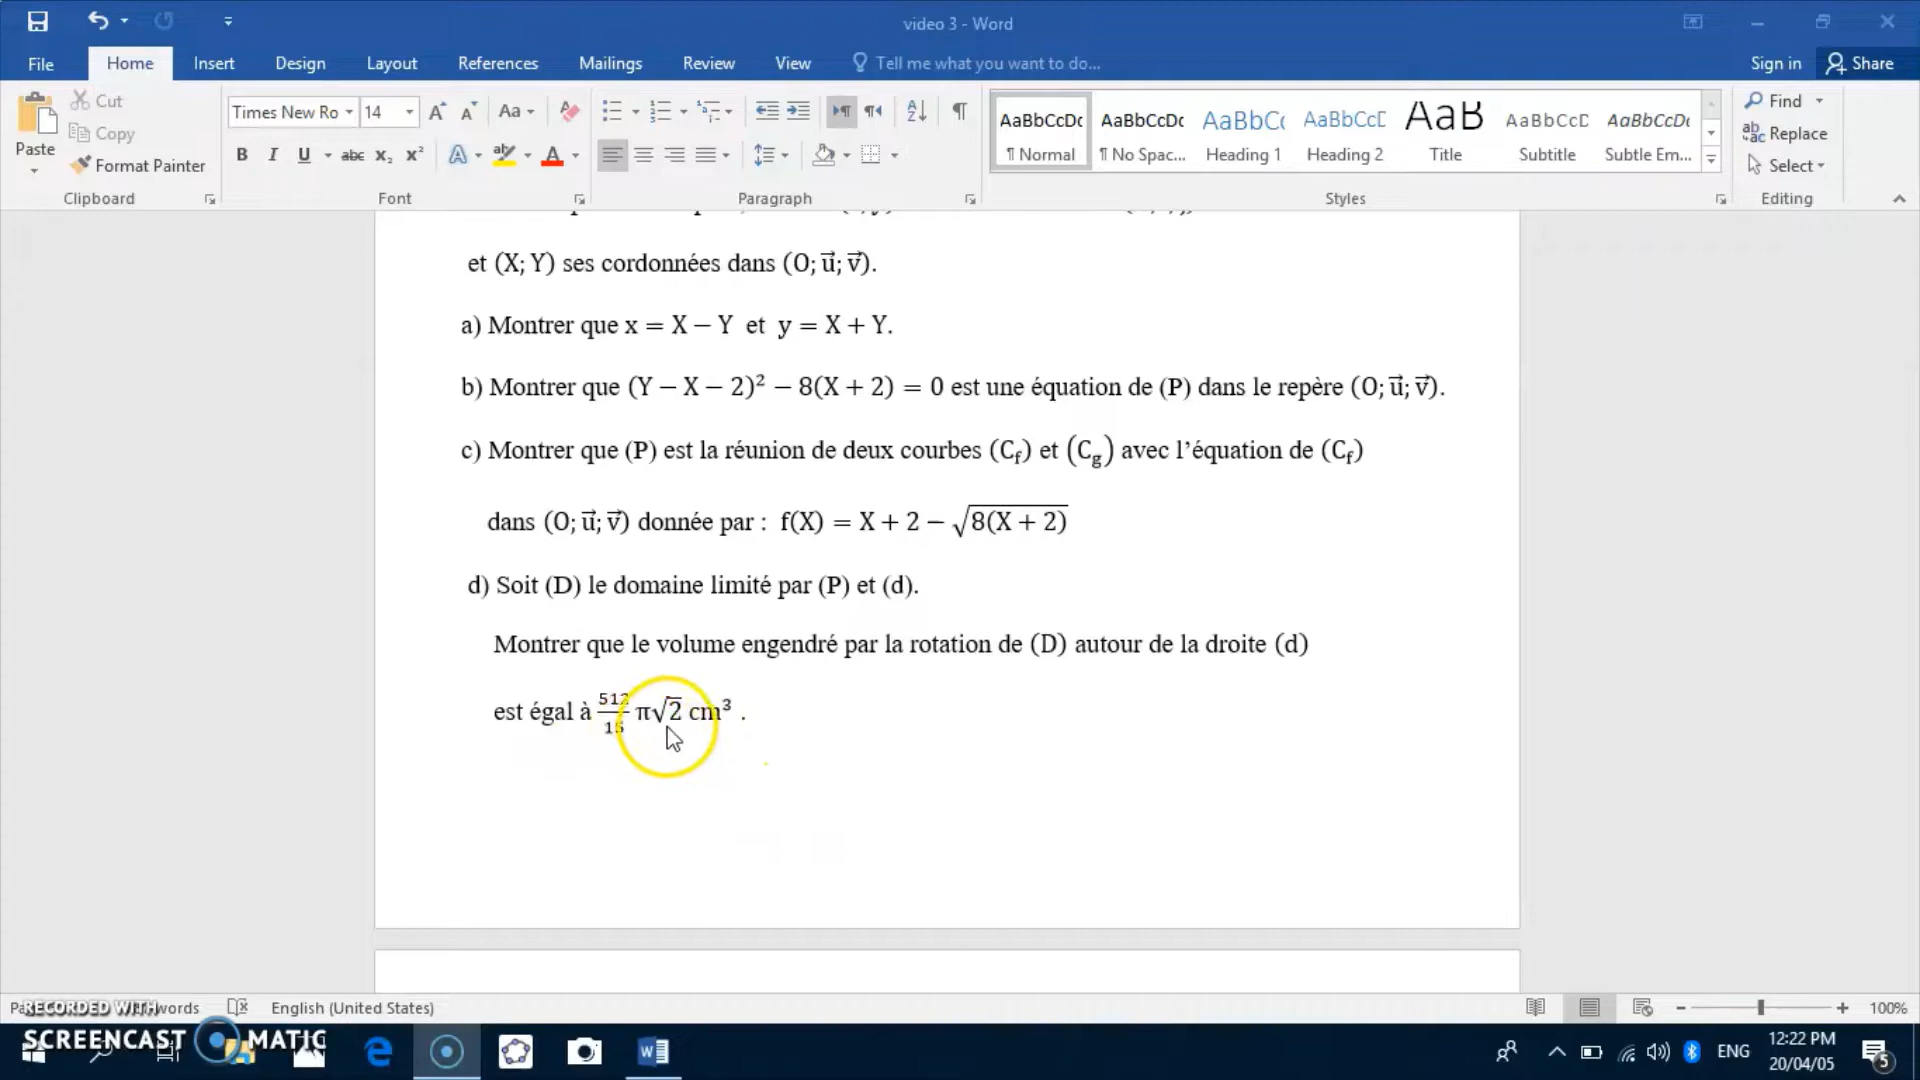 video 3 - Word
File Home Insert Design Layout References Mailings Review View Tell me what you want to do... Sign in Share
Paste Cut Copy Format Painter
Times New Ro 14
AaBbCcDc AaBbCcDc AaBbCc AaBbCcD AaB AaBbCcD AaBbCcDc
¶ Normal ¶ No Spac... Heading 1 Heading 2 Title Subtitle Subtle Em...
Find Replace Select
Clipboard Font Paragraph Styles Editing
et (X; Y) ses cordonnées dans (O; u⃗; v⃗).
a) Montrer que x = X − Y et y = X + Y.
b) Montrer que (Y − X − 2)² − 8(X + 2) = 0 est une équation de (P) dans le repère (O; u⃗; v⃗).
c) Montrer que (P) est la réunion de deux courbes (C_f) et (C_g) avec l’équation de (C_f)
dans (O; u⃗; v⃗) donnée par : f(X) = X + 2 − √(8(X + 2))
d) Soit (D) le domaine limité par (P) et (d).
Montrer que le volume engendré par la rotation de (D) autour de la droite (d)
est égal à 512/15 π√2 cm³ .
words English (United States) 100%
RECORDED WITH
SCREENCAST MATIC
ENG 12:22 PM
20/04/05 5